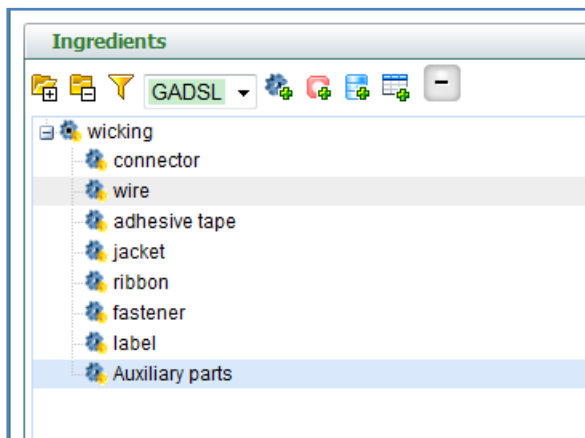 Ingredients
GADSL
wicking
connector
wire
adhesive tape
jacket
ribbon
fastener
label
Auxiliary parts